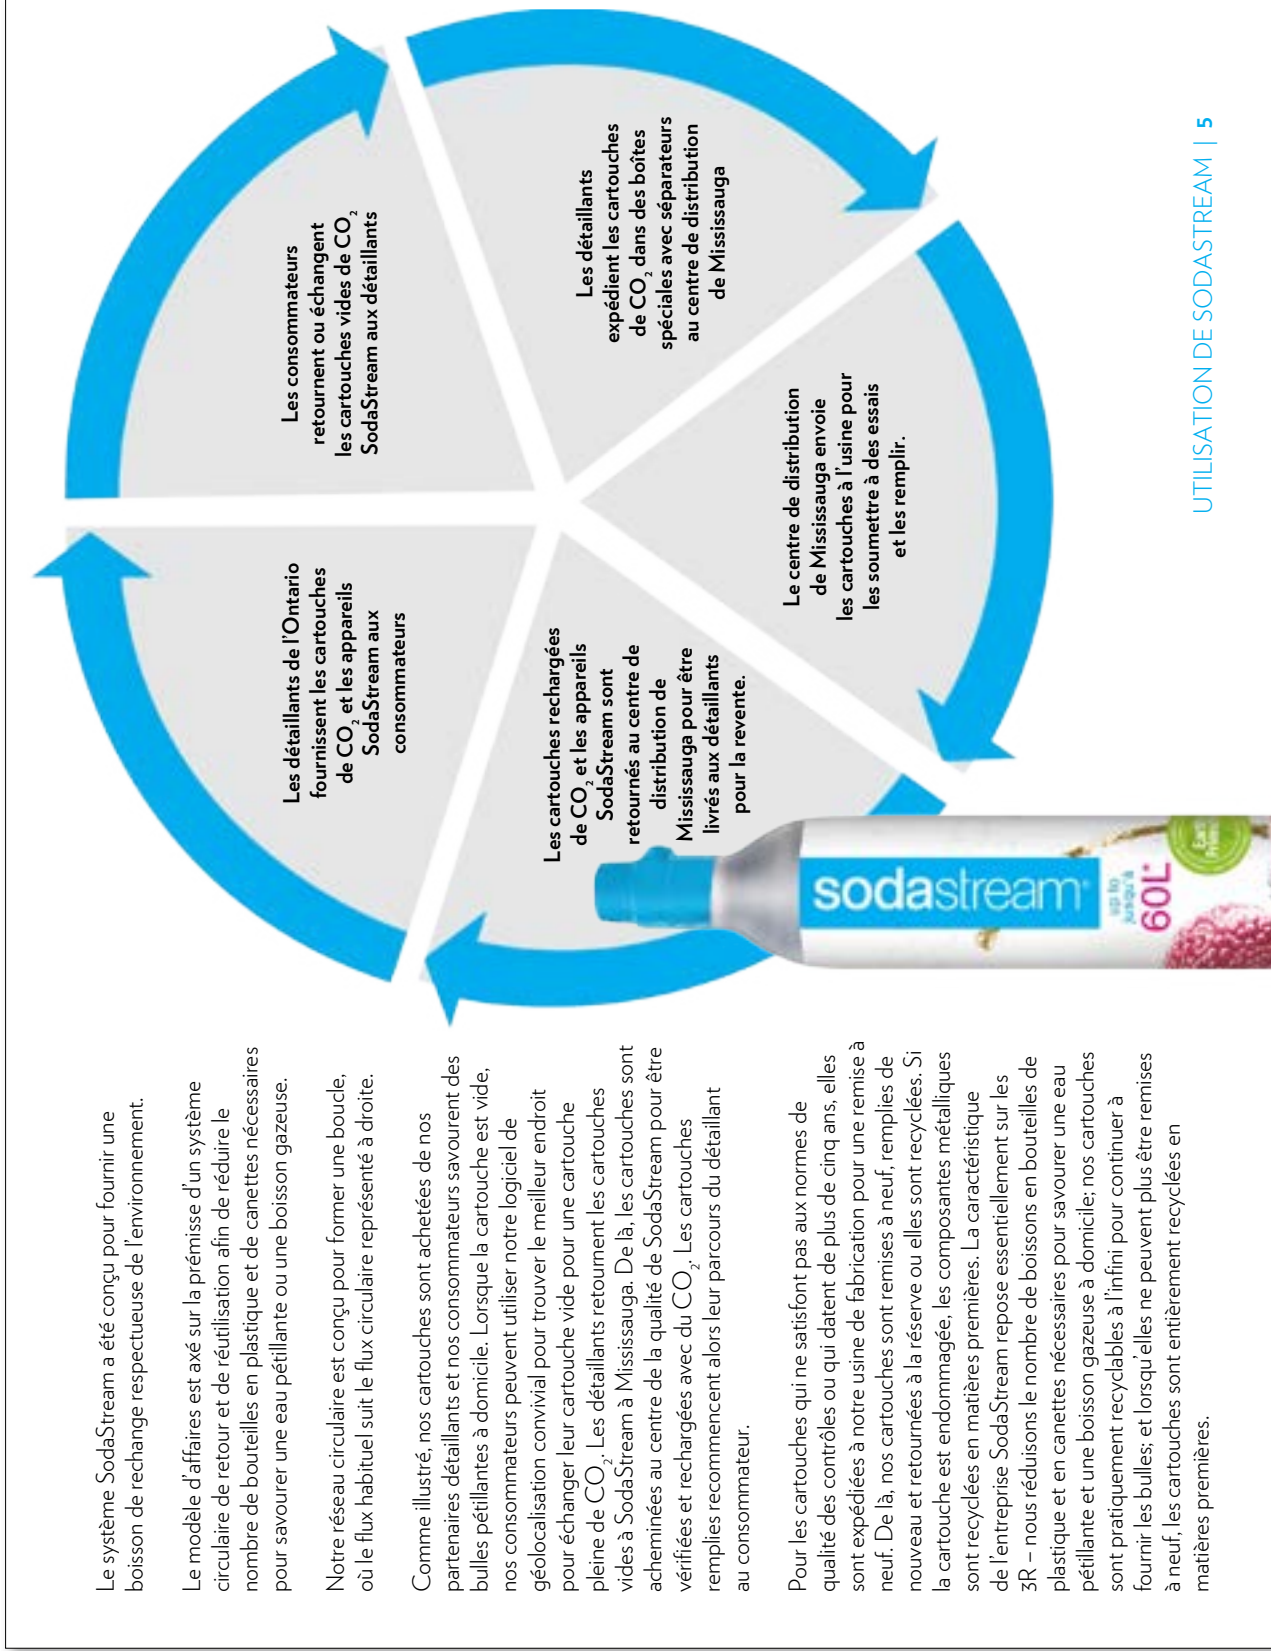 Le système SodaStream a été conçu pour fournir une
boisson de rechange respectueuse de l'environnement.
Le modèle d'affaires est axé sur la prémisse d'un système
circulaire de retour et de réutilisation afin de réduire le
nombre de bouteilles en plastique et de canettes nécessaires
pour savourer une eau pétillante ou une boisson gazeuse.
Notre réseau circulaire est conçu pour former une boucle,
où le flux habituel suit le flux circulaire représenté à droite.
Comme illustré, nos cartouches sont achetées de nos
partenaires détaillants et nos consommateurs savourent des
bulles pétillantes à domicile. Lorsque la cartouche est vide,
nos consommateurs peuvent utiliser notre logiciel de
géolocalisation convivial pour trouver le meilleur endroit
pour échanger leur cartouche vide pour une cartouche
pleine de CO₂. Les détaillants retournent les cartouches
vides à SodaStream à Mississauga. De là, les cartouches sont
acheminées au centre de la qualité de SodaStream pour être
vérifiées et rechargées avec du CO₂. Les cartouches
remplies recommencent alors leur parcours du détaillant
au consommateur.
Pour les cartouches qui ne satisfont pas aux normes de
qualité des contrôles ou qui datent de plus de cinq ans, elles
sont expédiées à notre usine de fabrication pour une remise à
neuf. De là, nos cartouches sont remises à neuf, remplies de
nouveau et retournées à la réserve ou elles sont recyclées. Si
la cartouche est endommagée, les composantes métalliques
sont recyclées en matières premières. La caractéristique
de l'entreprise SodaStream repose essentiellement sur les
3R – nous réduisons le nombre de boissons en bouteilles de
plastique et en canettes nécessaires pour savourer une eau
pétillante et une boisson gazeuse à domicile; nos cartouches
sont pratiquement recyclables à l'infini pour continuer à
fournir les bulles; et lorsqu'elles ne peuvent plus être remises
à neuf, les cartouches sont entièrement recyclées en
matières premières.
Les détaillants de l'Ontario
fournissent les cartouches
de CO₂ et les appareils
SodaStream aux
consommateurs
Les consommateurs
retournent ou échangent
les cartouches vides de CO₂
SodaStream aux détaillants
Les détaillants
expédient les cartouches
de CO₂ dans des boîtes
spéciales avec séparateurs
au centre de distribution
de Mississauga
Le centre de distribution
de Mississauga envoie
les cartouches à l'usine pour
les soumettre à des essais
et les remplir.
Les cartouches rechargées
de CO₂ et les appareils
SodaStream sont
retournés au centre de
distribution de
Mississauga pour être
livrés aux détaillants
pour la revente.
sodastream
up to
jusqu'à
60L*
UTILISATION DE SODASTREAM | 5